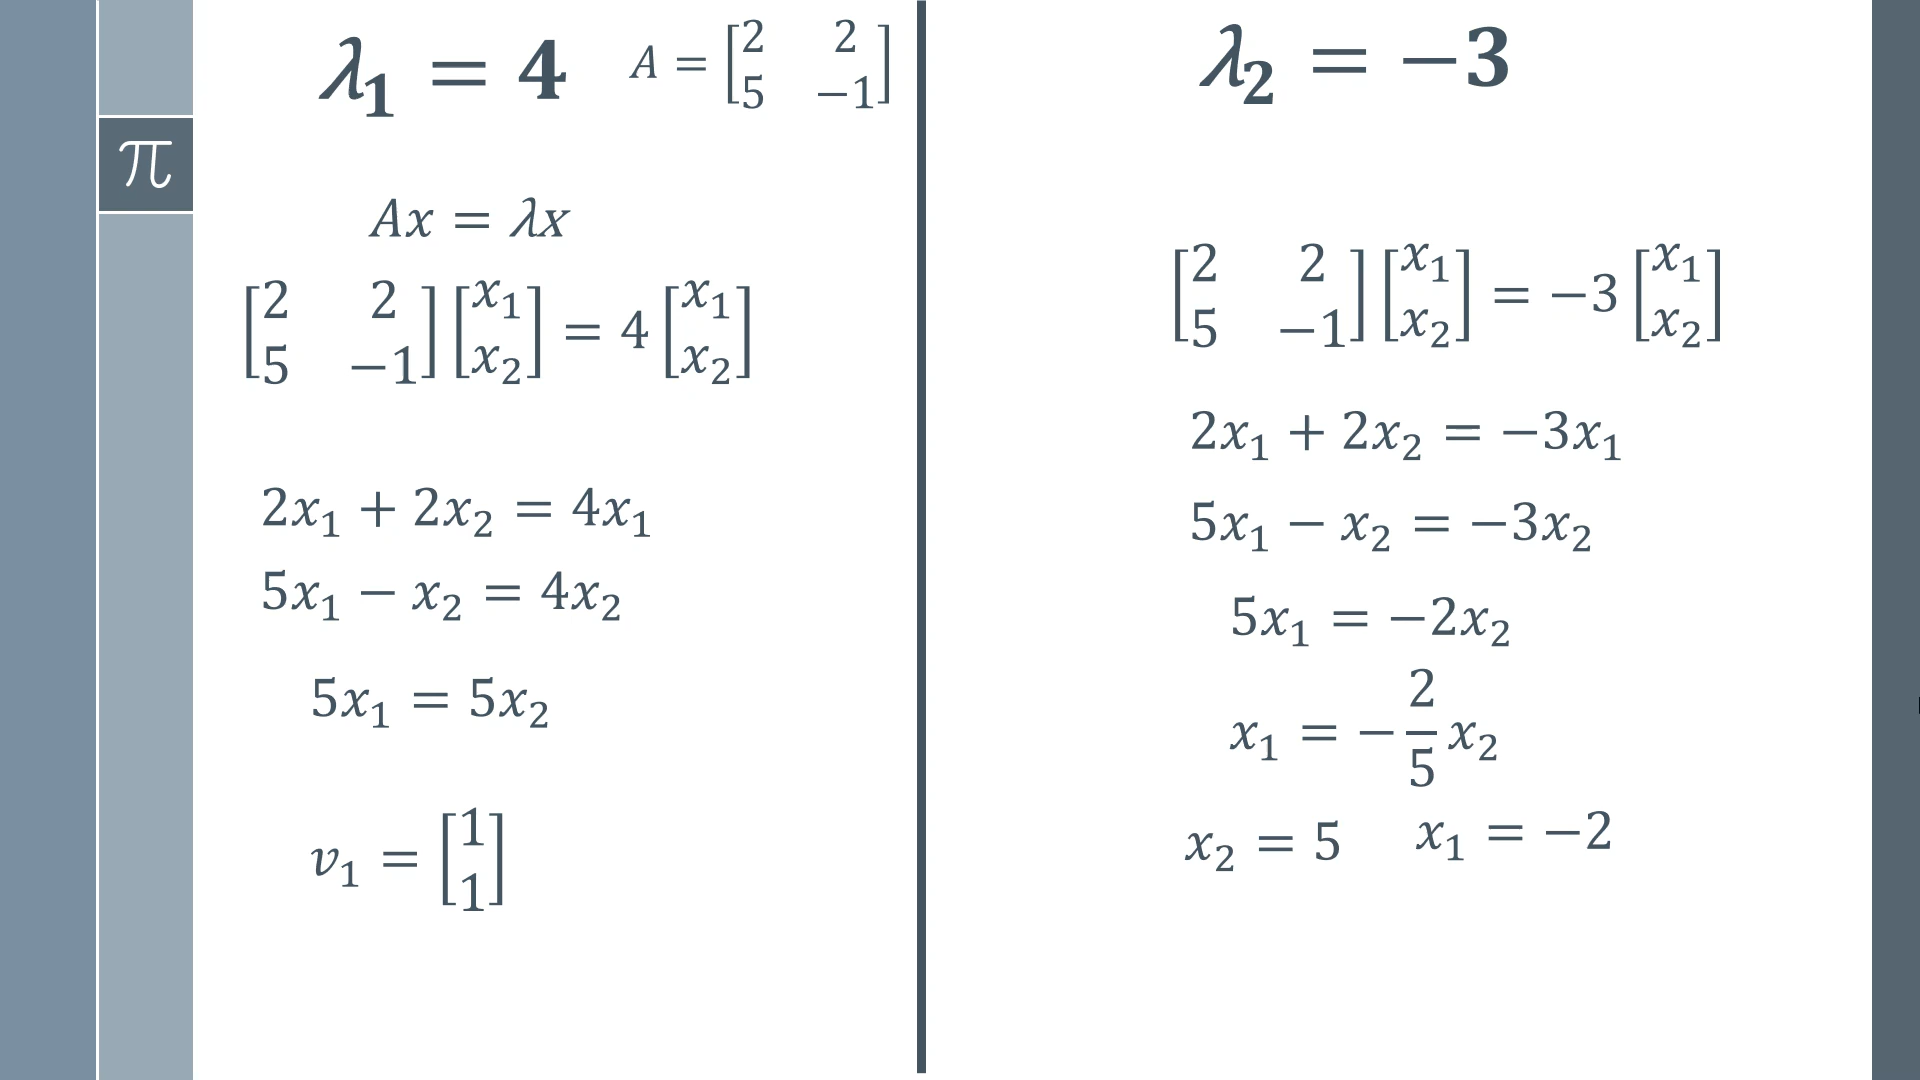 π
λ₁ = 4
A = [2 2; 5 −1]
Ax = λx
[2 2; 5 −1] [x₁; x₂] = 4 [x₁; x₂]
2x₁ + 2x₂ = 4x₁
5x₁ − x₂ = 4x₂
5x₁ = 5x₂
v₁ = [1; 1]
λ₂ = −3
[2 2; 5 −1] [x₁; x₂] = −3 [x₁; x₂]
2x₁ + 2x₂ = −3x₁
5x₁ − x₂ = −3x₂
5x₁ = −2x₂
x₁ = −2/5 x₂
x₂ = 5 x₁ = −2